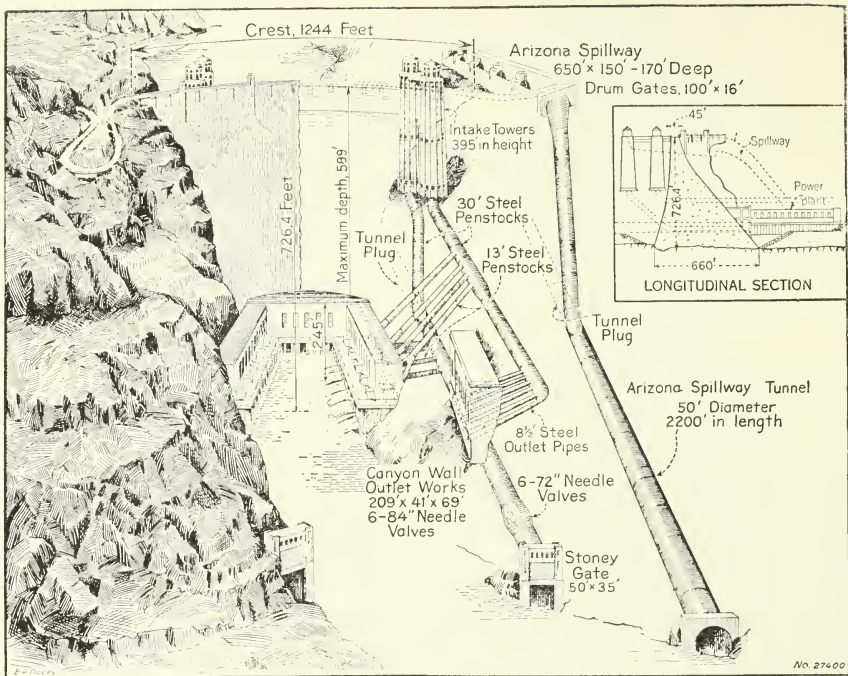 Crest, 1244 Feet
Arizona Spillway
650' × 150' - 170' Deep
Drum Gates, 100' × 16'
Intake Towers
395 in height
726.4 Feet
Maximum depth, 589'
30' Steel
Penstocks
Tunnel
Plug
13' Steel
Penstocks
245'
45'
Spillway
Power
plant
726.4
660'
LONGITUDINAL SECTION
Tunnel
Plug
Arizona Spillway Tunnel
50' Diameter
2200' in length
8½' Steel
Outlet Pipes
Canyon Wall
Outlet Works
209' x 41' x 69'
6-84" Needle
Valves
6-72" Needle
Valves
Stoney
Gate
50' × 35'
No. 27400